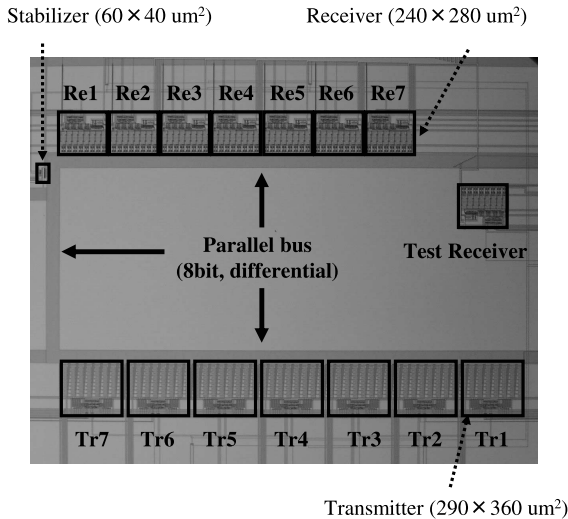 Stabilizer (60×40 um²)
Receiver (240×280 um²)
Re1 Re2 Re3 Re4 Re5 Re6 Re7
Parallel bus
(8bit, differential)
Test Receiver
Tr7 Tr6 Tr5 Tr4 Tr3 Tr2 Tr1
Transmitter (290×360 um²)